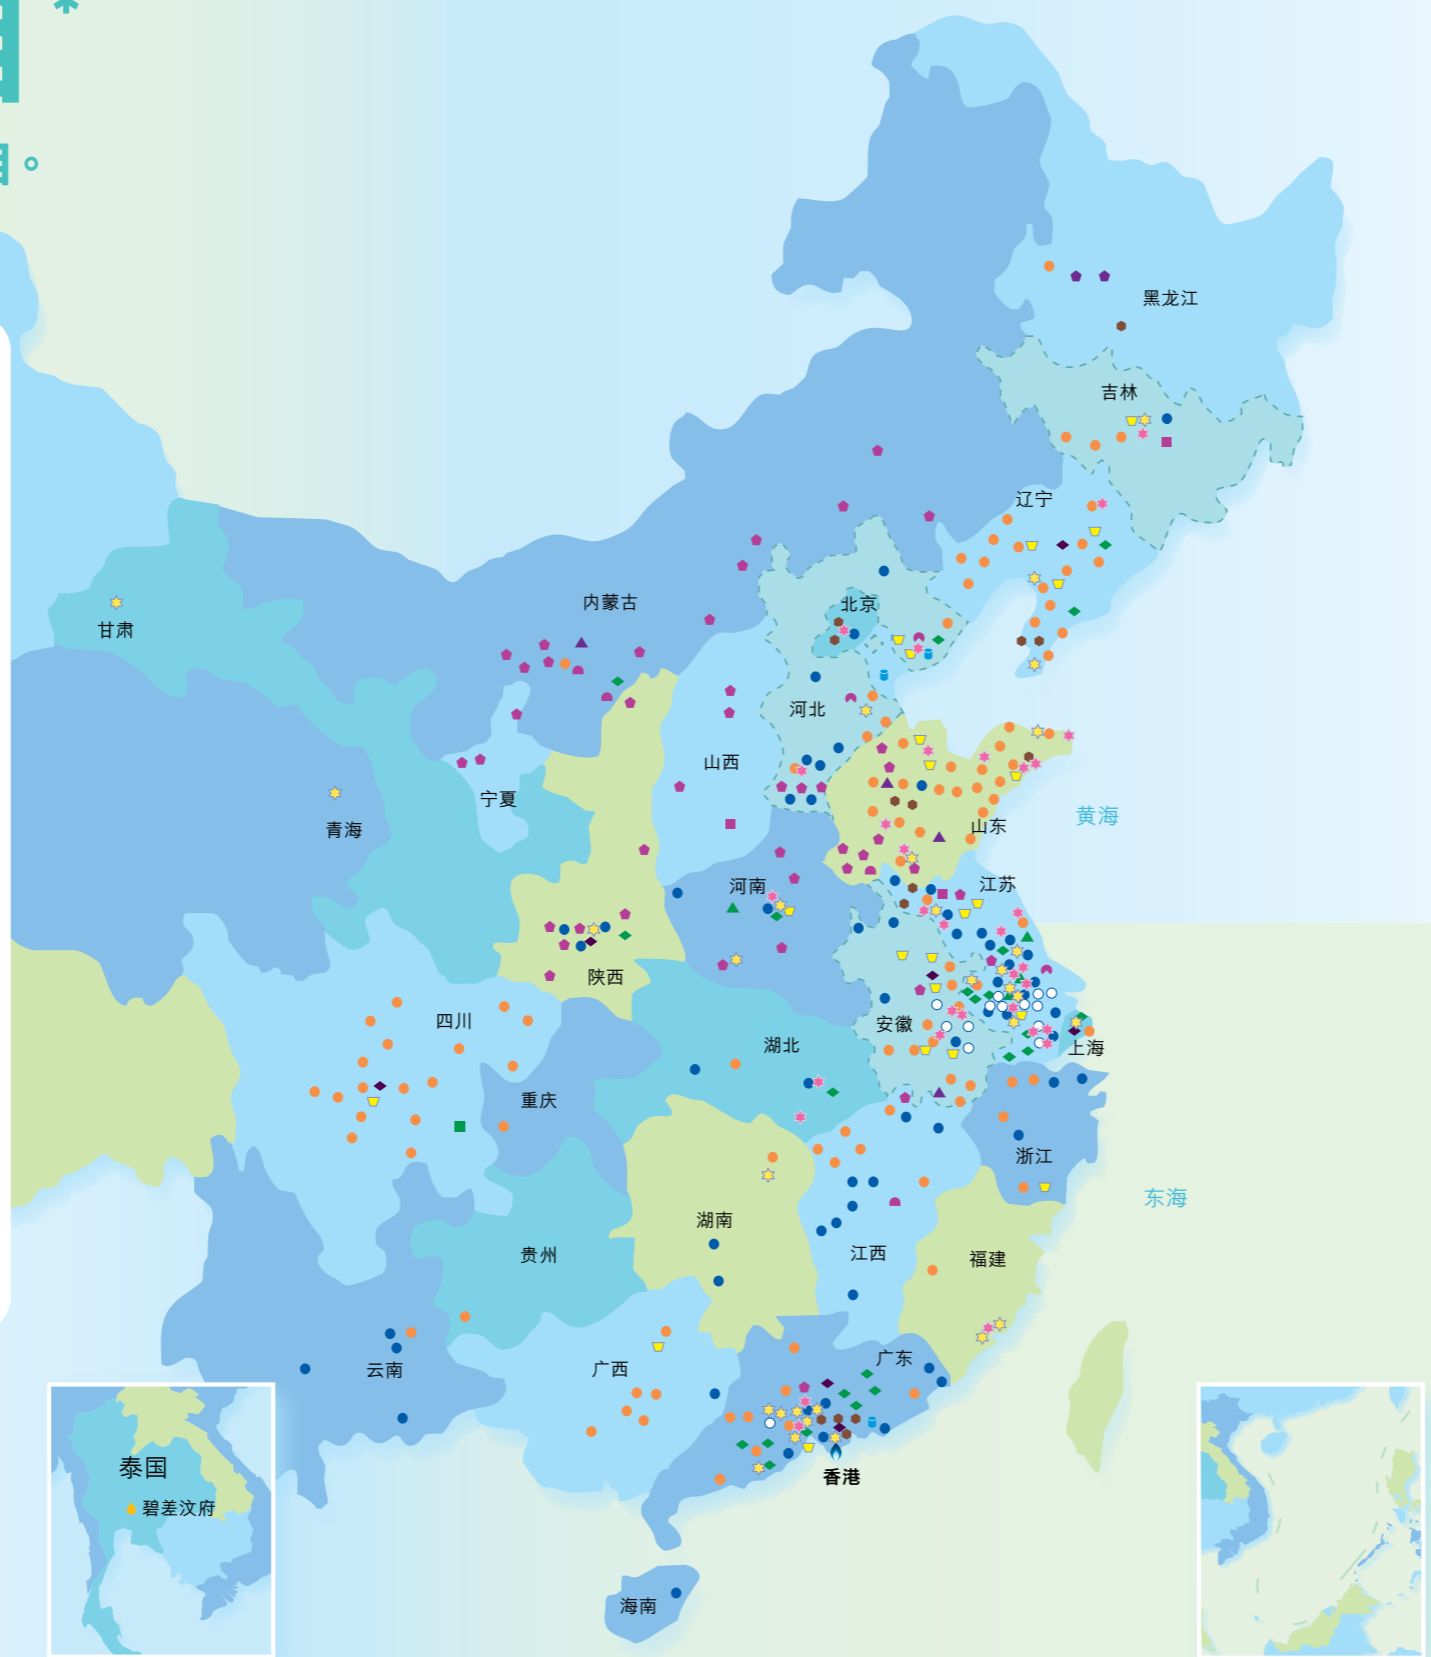 *
。
黑龙江
吉林
辽宁
内蒙古
北京
甘肃
河北
山西
宁夏
黄海
山东
青海
江苏
河南
陕西
四川
安徽
湖北
上海
重庆
浙江
东海
湖南
江西
贵州
福建
广东
广西
云南
泰国
香港
碧差汶府
海南